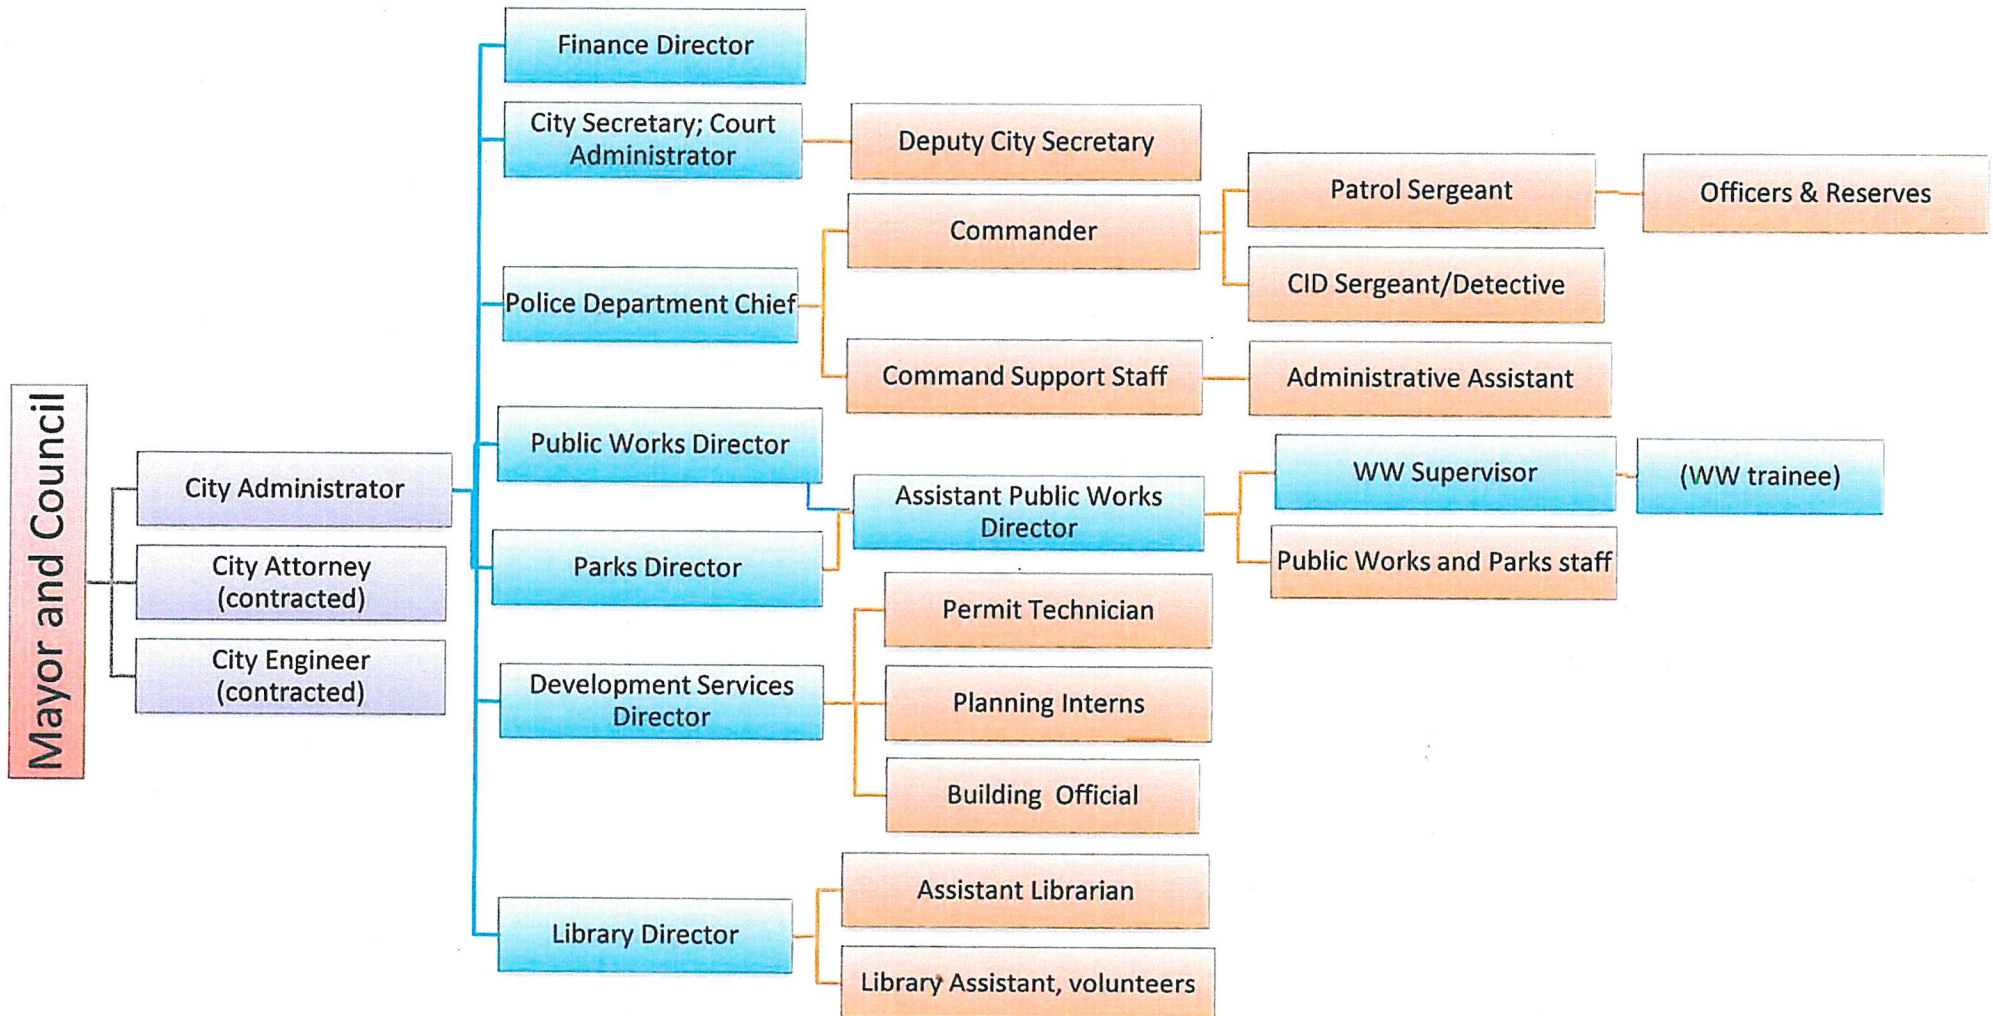 Mayor and Council
City Administrator
City Attorney
(contracted)
City Engineer
(contracted)
Finance Director
City Secretary; Court
Administrator
Deputy City Secretary
Police Department Chief
Commander
Patrol Sergeant
Officers & Reserves
CID Sergeant/Detective
Command Support Staff
Administrative Assistant
Public Works Director
Parks Director
Assistant Public Works
Director
WW Supervisor
(WW trainee)
Public Works and Parks staff
Development Services
Director
Permit Technician
Planning Interns
Building Official
Library Director
Assistant Librarian
Library Assistant, volunteers